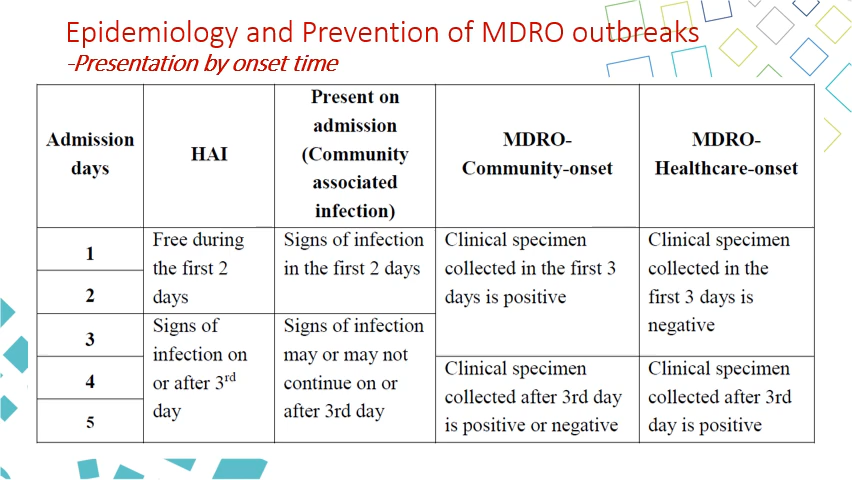 Epidemiology and Prevention of MDRO outbreaks
-Presentation by onset time
Admission
days
HAI
Present on
admission
(Community
associated
infection)
MDRO-
Community-onset
MDRO-
Healthcare-onset
1
2
3
4
5
Free during
the first 2
days
Signs of
infection on
or after 3rd
day
Signs of infection
in the first 2 days
Signs of infection
may or may not
continue on or
after 3rd day
Clinical specimen
collected in the first 3
days is positive
Clinical specimen
collected after 3rd day
is positive or negative
Clinical specimen
collected in the
first 3 days is
negative
Clinical specimen
collected after 3rd
day is positive